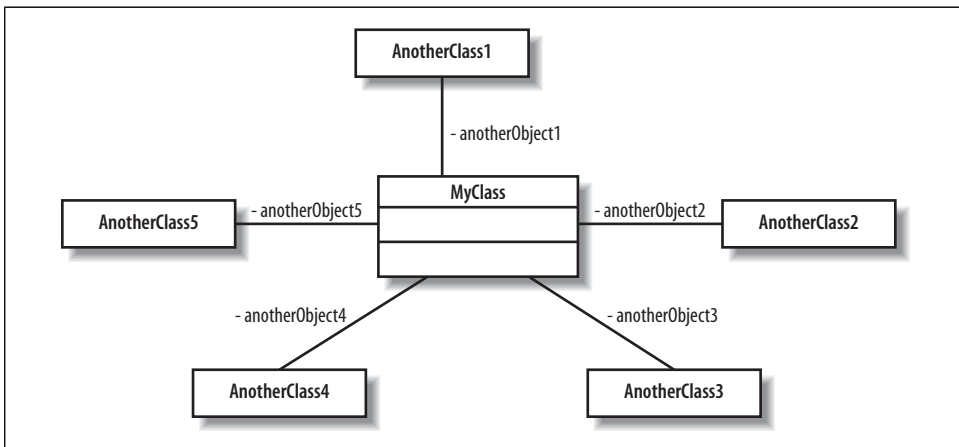 AnotherClass1
- anotherObject1
MyClass
AnotherClass5
- anotherObject5
- anotherObject2
AnotherClass2
- anotherObject4
- anotherObject3
AnotherClass4
AnotherClass3